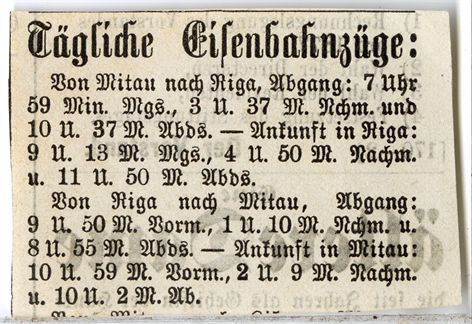 Tägliche Eiſenbahnzüge:
Von Mitau nach Riga, Abgang: 7 Uhr
59 Min. Mgs., 3 U. 37 M. Nchm. und
10 U. 37 M. Abds. — Ankunft in Riga:
9 U. 13 M. Mgs., 4 U. 50 M. Nachm.
u. 11 U. 50 M. Abds.
Von Riga nach Mitau, Abgang:
9 U. 50 M. Vorm., 1 U. 10 M. Nchm. u.
8 U. 55 M. Abds. — Ankunft in Mitau:
10 U. 59 M. Vorm., 2 U. 9 M. Nachm.
u. 10 U. 2 M. Ab.